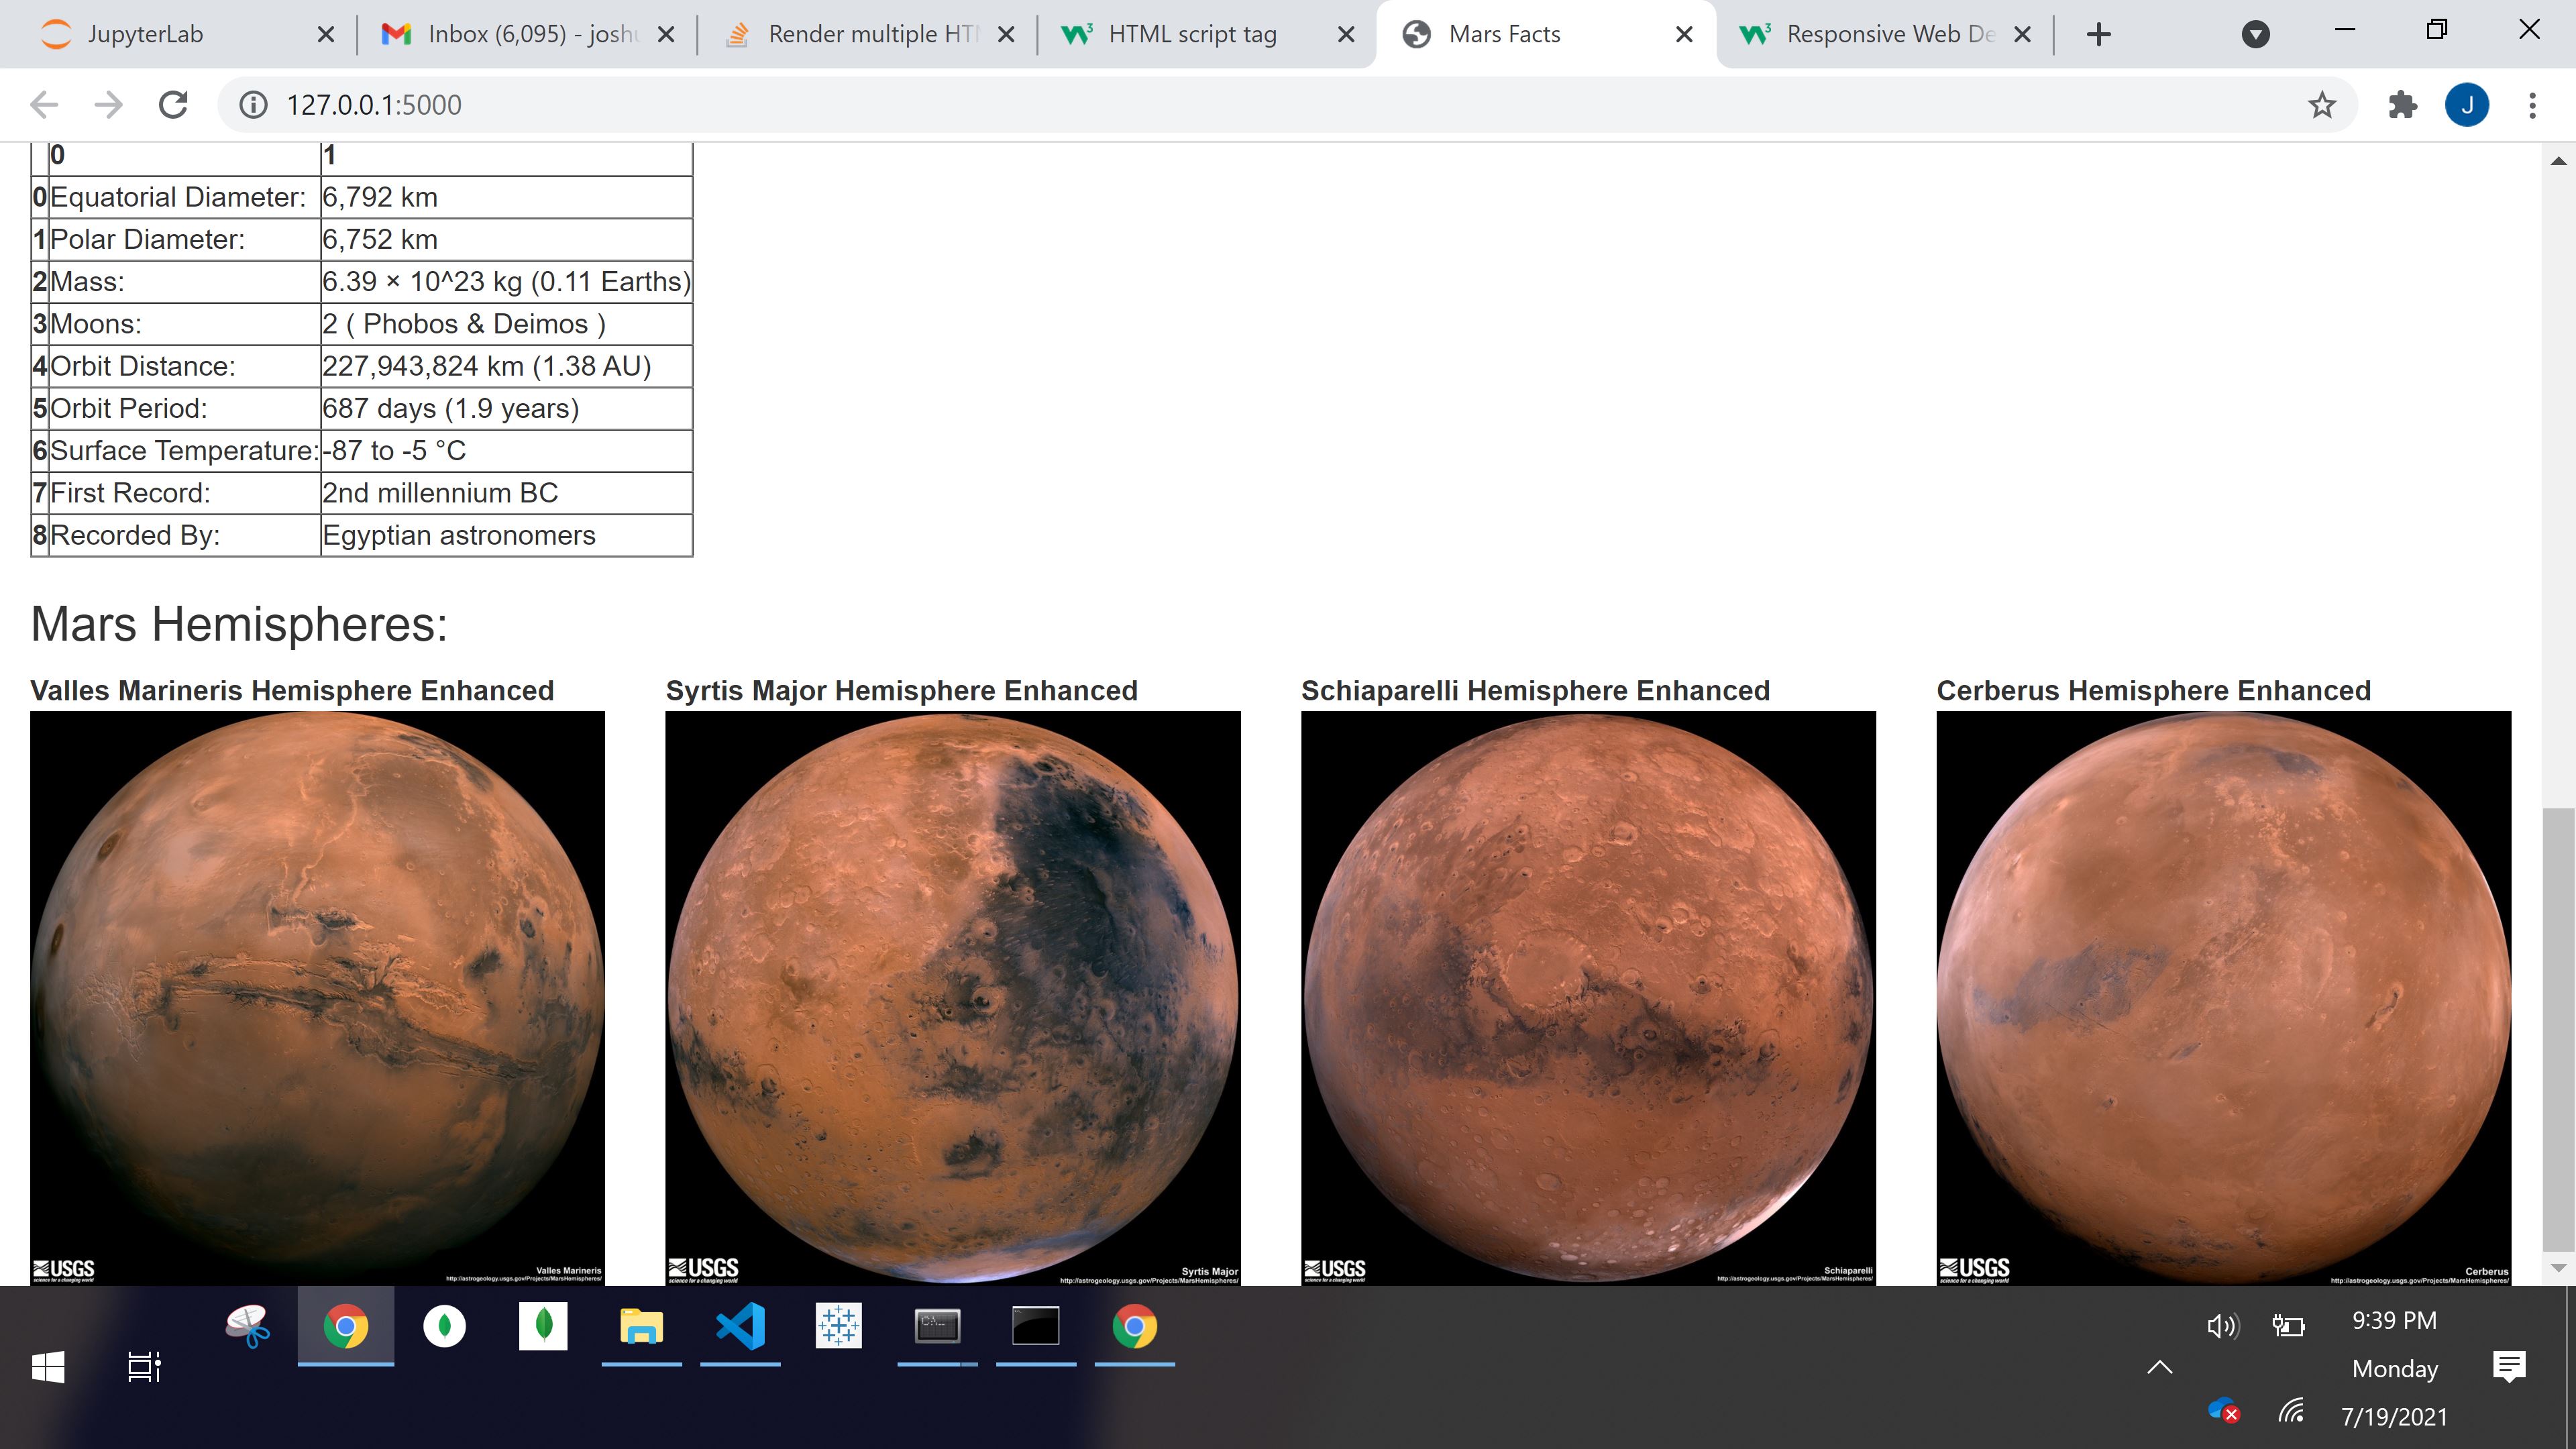 JupyterLab
Inbox (6,095) - josh
Render multiple HT
HTML script tag
Mars Facts
Responsive Web De
127.0.0.1:5000
J
0 1
0 Equatorial Diameter: 6,792 km
1 Polar Diameter: 6,752 km
2 Mass: 6.39 × 10^23 kg (0.11 Earths)
3 Moons: 2 ( Phobos & Deimos )
4 Orbit Distance: 227,943,824 km (1.38 AU)
5 Orbit Period: 687 days (1.9 years)
6 Surface Temperature: -87 to -5 °C
7 First Record: 2nd millennium BC
8 Recorded By: Egyptian astronomers
Mars Hemispheres:
Valles Marineris Hemisphere Enhanced
Syrtis Major Hemisphere Enhanced
Schiaparelli Hemisphere Enhanced
Cerberus Hemisphere Enhanced
USGS
science for a changing world
Valles Marineris
http://astrogeology.usgs.gov/Projects/MarsHemispheres/
USGS
science for a changing world
Syrtis Major
http://astrogeology.usgs.gov/Projects/MarsHemispheres/
USGS
science for a changing world
Schiaparelli
http://astrogeology.usgs.gov/Projects/MarsHemispheres/
USGS
science for a changing world
Cerberus
http://astrogeology.usgs.gov/Projects/MarsHemispheres/
9:39 PM
Monday
7/19/2021